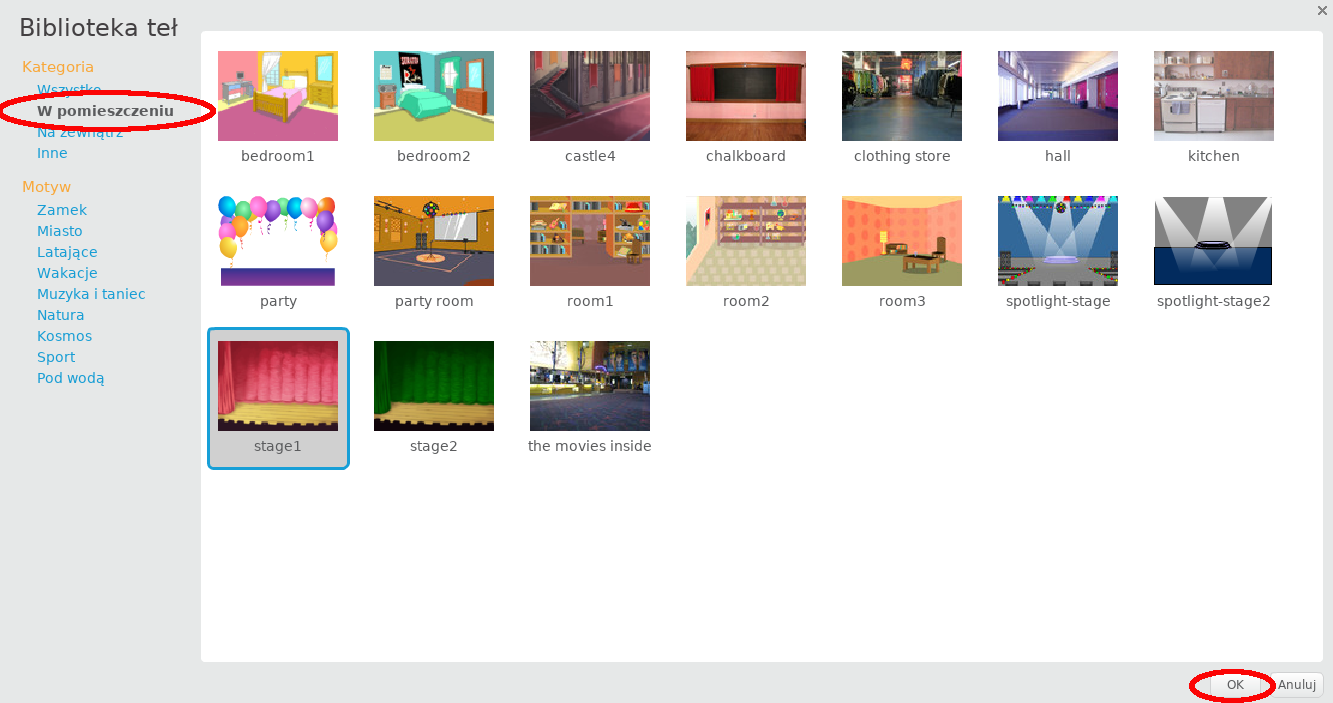 Biblioteka teł
Kategoria
Wszystko
W pomieszczeniu
Na zewnątrz
Inne
Motyw
Zamek
Miasto
Latające
Wakacje
Muzyka i taniec
Natura
Kosmos
Sport
Pod wodą
bedroom1 bedroom2 castle4 chalkboard clothing store hall kitchen
party party room room1 room2 room3 spotlight-stage spotlight-stage2
stage1 stage2 the movies inside
OK Anuluj